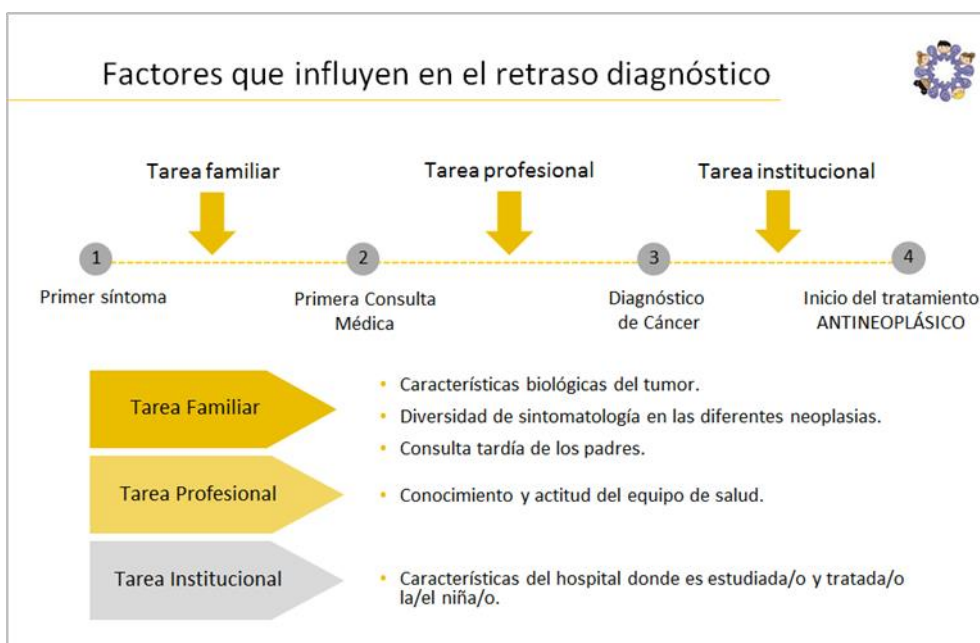 Factores que influyen en el retraso diagnóstico
Tarea familiar
Tarea profesional
Tarea institucional
1
2
3
4
Primer síntoma
Primera Consulta
Médica
Diagnóstico
de Cáncer
Inicio del tratamiento
ANTINEOPLÁSICO
Tarea Familiar
• Características biológicas del tumor.
• Diversidad de sintomatología en las diferentes neoplasias.
• Consulta tardía de los padres.
Tarea Profesional
• Conocimiento y actitud del equipo de salud.
Tarea Institucional
• Características del hospital donde es estudiada/o y tratada/o
la/el niña/o.